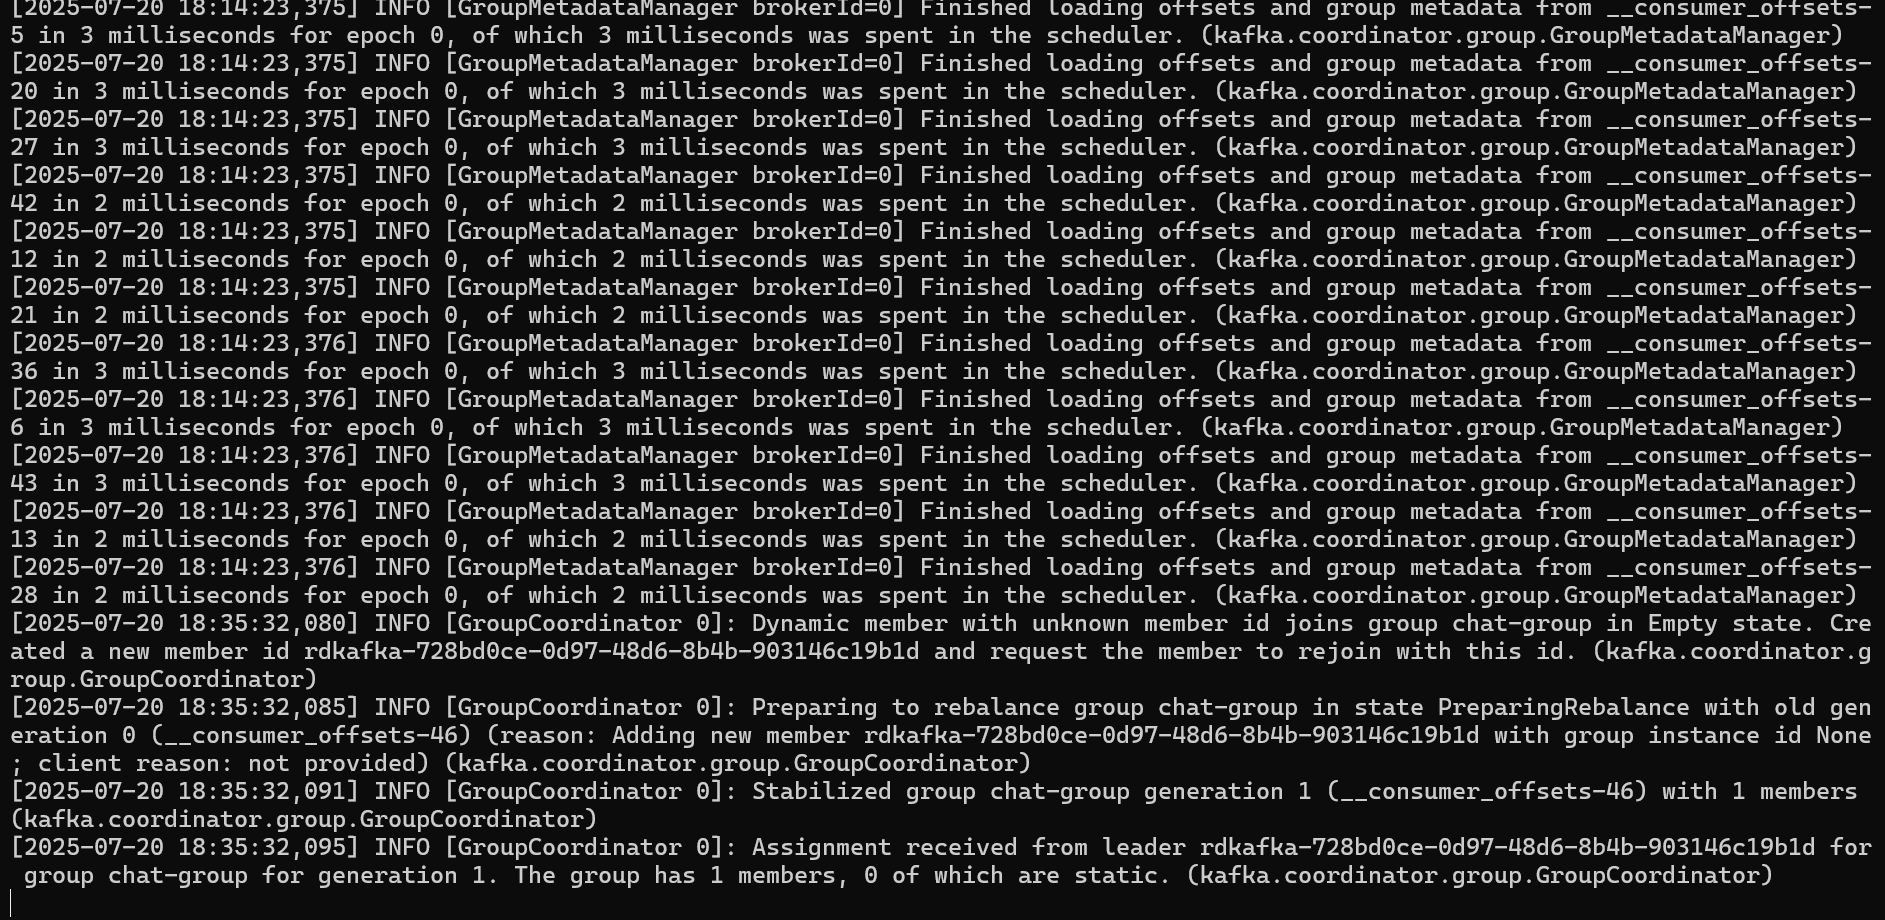 [2025-07-20 18:14:23,375] INFO [GroupMetadataManager brokerId=0] Finished loading offsets and group metadata from __consumer_offsets-
5 in 3 milliseconds for epoch 0, of which 3 milliseconds was spent in the scheduler. (kafka.coordinator.group.GroupMetadataManager)
[2025-07-20 18:14:23,375] INFO [GroupMetadataManager brokerId=0] Finished loading offsets and group metadata from __consumer_offsets-
20 in 3 milliseconds for epoch 0, of which 3 milliseconds was spent in the scheduler. (kafka.coordinator.group.GroupMetadataManager)
[2025-07-20 18:14:23,375] INFO [GroupMetadataManager brokerId=0] Finished loading offsets and group metadata from __consumer_offsets-
27 in 3 milliseconds for epoch 0, of which 3 milliseconds was spent in the scheduler. (kafka.coordinator.group.GroupMetadataManager)
[2025-07-20 18:14:23,375] INFO [GroupMetadataManager brokerId=0] Finished loading offsets and group metadata from __consumer_offsets-
42 in 2 milliseconds for epoch 0, of which 2 milliseconds was spent in the scheduler. (kafka.coordinator.group.GroupMetadataManager)
[2025-07-20 18:14:23,375] INFO [GroupMetadataManager brokerId=0] Finished loading offsets and group metadata from __consumer_offsets-
12 in 2 milliseconds for epoch 0, of which 2 milliseconds was spent in the scheduler. (kafka.coordinator.group.GroupMetadataManager)
[2025-07-20 18:14:23,375] INFO [GroupMetadataManager brokerId=0] Finished loading offsets and group metadata from __consumer_offsets-
21 in 2 milliseconds for epoch 0, of which 2 milliseconds was spent in the scheduler. (kafka.coordinator.group.GroupMetadataManager)
[2025-07-20 18:14:23,376] INFO [GroupMetadataManager brokerId=0] Finished loading offsets and group metadata from __consumer_offsets-
36 in 3 milliseconds for epoch 0, of which 3 milliseconds was spent in the scheduler. (kafka.coordinator.group.GroupMetadataManager)
[2025-07-20 18:14:23,376] INFO [GroupMetadataManager brokerId=0] Finished loading offsets and group metadata from __consumer_offsets-
6 in 3 milliseconds for epoch 0, of which 3 milliseconds was spent in the scheduler. (kafka.coordinator.group.GroupMetadataManager)
[2025-07-20 18:14:23,376] INFO [GroupMetadataManager brokerId=0] Finished loading offsets and group metadata from __consumer_offsets-
43 in 3 milliseconds for epoch 0, of which 3 milliseconds was spent in the scheduler. (kafka.coordinator.group.GroupMetadataManager)
[2025-07-20 18:14:23,376] INFO [GroupMetadataManager brokerId=0] Finished loading offsets and group metadata from __consumer_offsets-
13 in 2 milliseconds for epoch 0, of which 2 milliseconds was spent in the scheduler. (kafka.coordinator.group.GroupMetadataManager)
[2025-07-20 18:14:23,376] INFO [GroupMetadataManager brokerId=0] Finished loading offsets and group metadata from __consumer_offsets-
28 in 2 milliseconds for epoch 0, of which 2 milliseconds was spent in the scheduler. (kafka.coordinator.group.GroupMetadataManager)
[2025-07-20 18:35:32,080] INFO [GroupCoordinator 0]: Dynamic member with unknown member id joins group chat-group in Empty state. Cre
ated a new member id rdkafka-728bd0ce-0d97-48d6-8b4b-903146c19b1d and request the member to rejoin with this id. (kafka.coordinator.g
roup.GroupCoordinator)
[2025-07-20 18:35:32,085] INFO [GroupCoordinator 0]: Preparing to rebalance group chat-group in state PreparingRebalance with old gen
eration 0 (__consumer_offsets-46) (reason: Adding new member rdkafka-728bd0ce-0d97-48d6-8b4b-903146c19b1d with group instance id None
; client reason: not provided) (kafka.coordinator.group.GroupCoordinator)
[2025-07-20 18:35:32,091] INFO [GroupCoordinator 0]: Stabilized group chat-group generation 1 (__consumer_offsets-46) with 1 members
(kafka.coordinator.group.GroupCoordinator)
[2025-07-20 18:35:32,095] INFO [GroupCoordinator 0]: Assignment received from leader rdkafka-728bd0ce-0d97-48d6-8b4b-903146c19b1d for
 group chat-group for generation 1. The group has 1 members, 0 of which are static. (kafka.coordinator.group.GroupCoordinator)